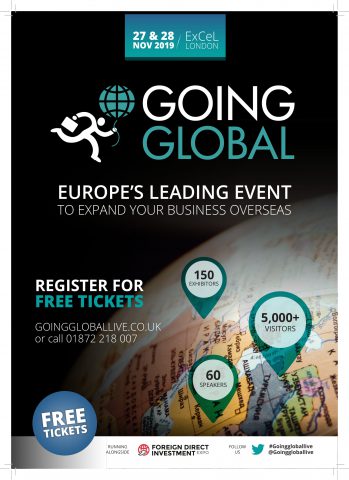 27 & 28
NOV 2019
ExCeL
LONDON
GOING
GLOBAL
EUROPE'S LEADING EVENT
TO EXPAND YOUR BUSINESS OVERSEAS
150
EXHIBITORS
REGISTER FOR
FREE TICKETS
5,000+
VISITORS
GOINGGLOBALLIVE.CO.UK
or call 01872 218 007
60
SPEAKERS
FREE
TICKETS
RUNNING
ALONGSIDE
FOREIGN DIRECT
INVESTMENT EXPO
FOLLOW
US
#Goinggloballive
@Goinggloballive